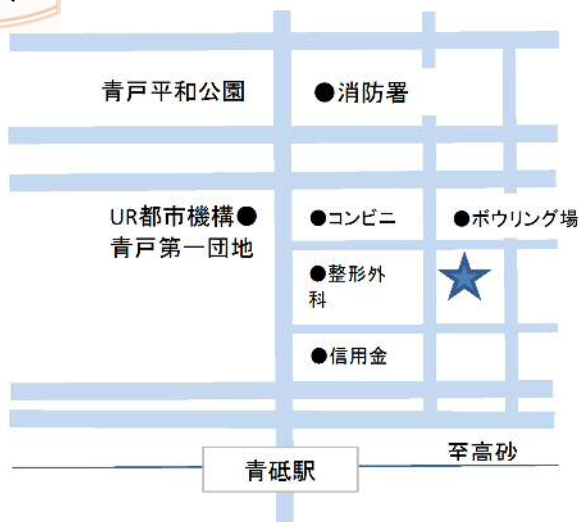 青戸平和公園 ●消防署
UR都市機構● ●コンビニ ●ボウリング場
青戸第一団地
●整形外
科
●信用金
至高砂
青砥駅